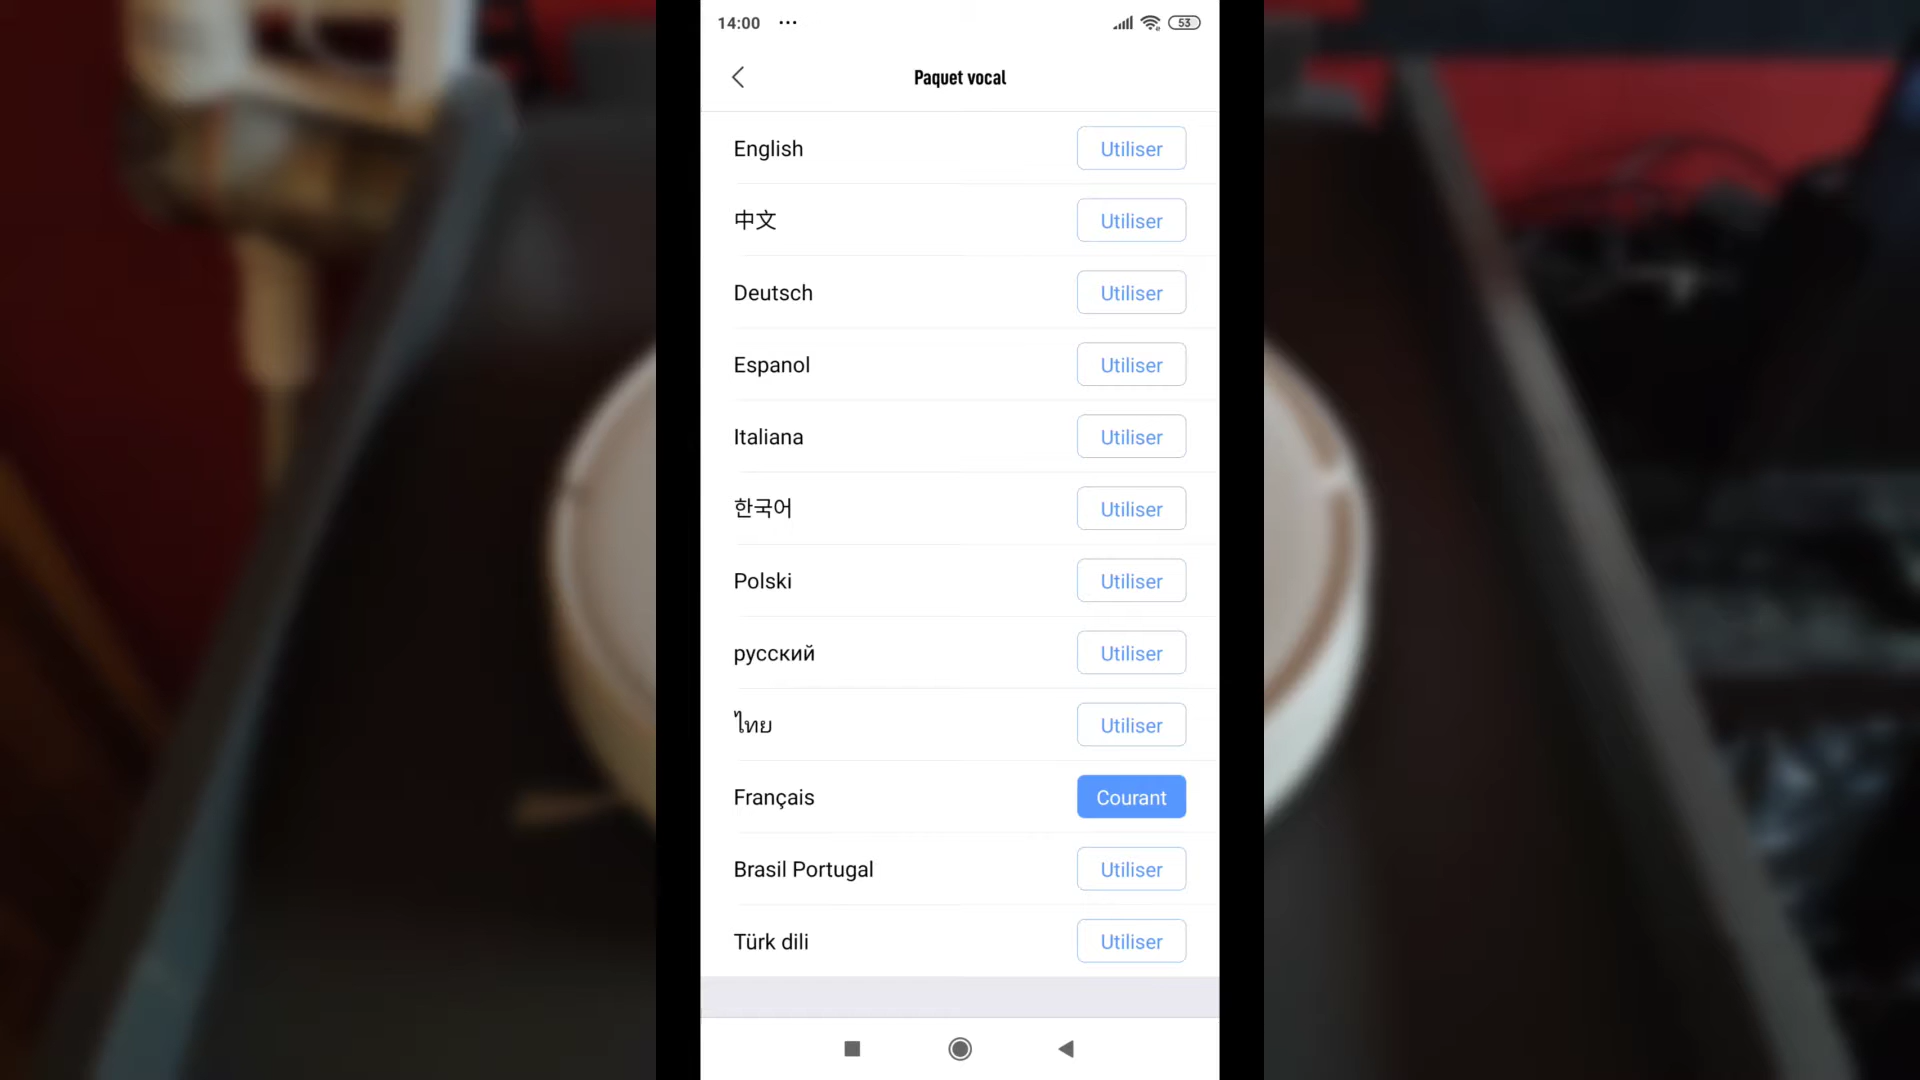 14:00 ... 53
Paquet vocal
English Utiliser
中文 Utiliser
Deutsch Utiliser
Espanol Utiliser
Italiana Utiliser
한국어 Utiliser
Polski Utiliser
русский Utiliser
ไทย Utiliser
Français Courant
Brasil Portugal Utiliser
Türk dili Utiliser